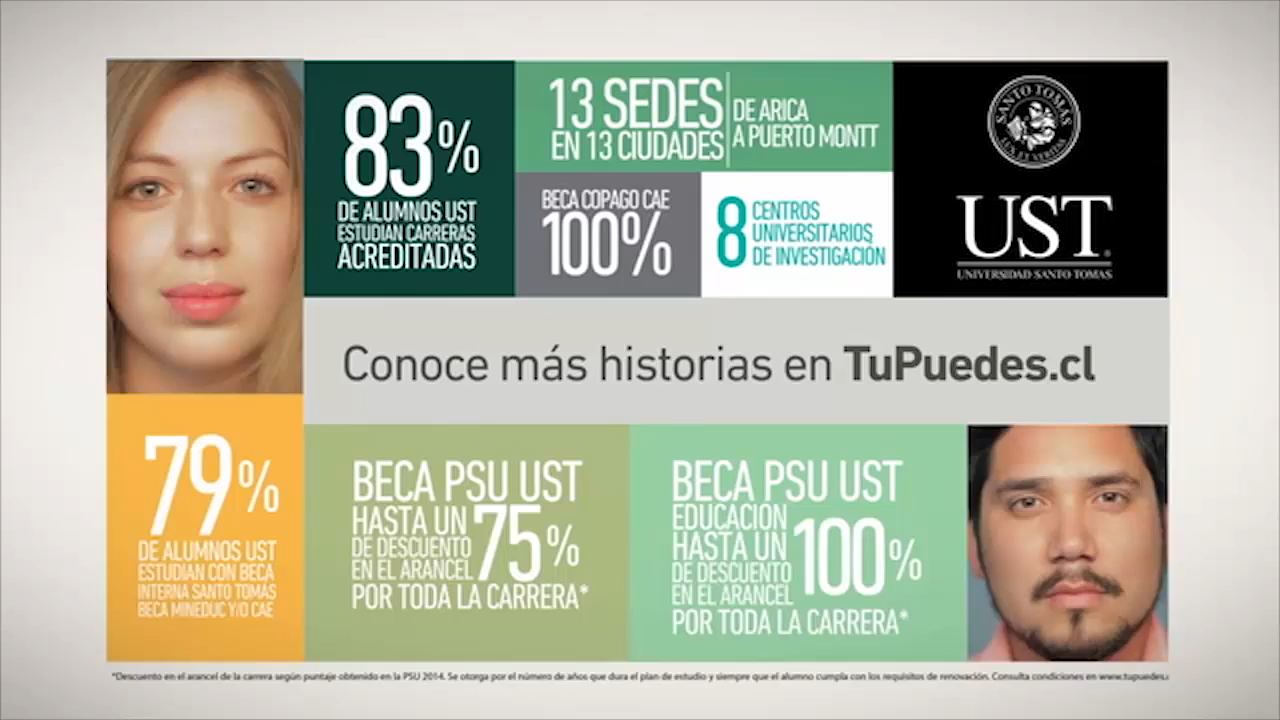 83%
DE ALUMNOS UST
ESTUDIAN CARRERAS
ACREDITADAS
13 SEDES
EN 13 CIUDADES
DE ARICA
A PUERTO MONTT
BECA COPAGO CAE
100%
8
CENTROS
UNIVERSITARIOS
DE INVESTIGACIÓN
SANTO TOMAS
UST
UNIVERSIDAD SANTO TOMAS
Conoce más historias en TuPuedes.cl
79%
DE ALUMNOS UST
ESTUDIAN CON BECA
INTERNA SANTO TOMAS
BECA MINEDUC Y/O CAE
BECA PSU UST
HASTA UN
DE DESCUENTO
EN EL ARANCEL
75%
POR TODA LA CARRERA*
BECA PSU UST
EDUCACION
HASTA UN
DE DESCUENTO
EN EL ARANCEL
100%
POR TODA LA CARRERA*
*Descuento en el arancel de la carrera según puntaje obtenido en la PSU 2014. Se otorga por el número de años que dura el plan de estudio y siempre que el alumno cumpla con los requisitos de renovación. Consulta condiciones en www.tupuedes.